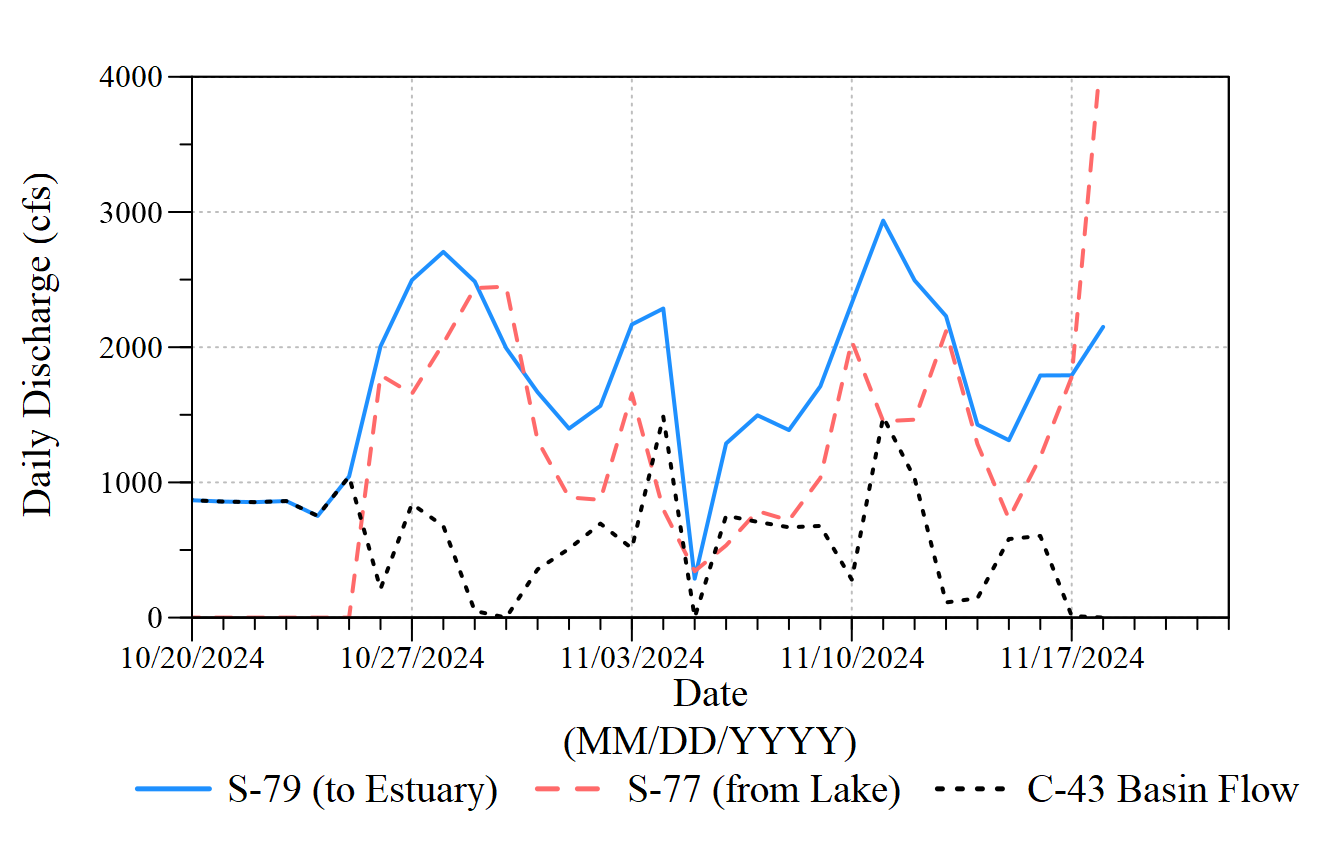 4000
3000
2000
1000
0
Daily Discharge (cfs)
10/20/2024 10/27/2024 11/03/2024 11/10/2024 11/17/2024
Date
(MM/DD/YYYY)
S-79 (to Estuary) S-77 (from Lake) C-43 Basin Flow